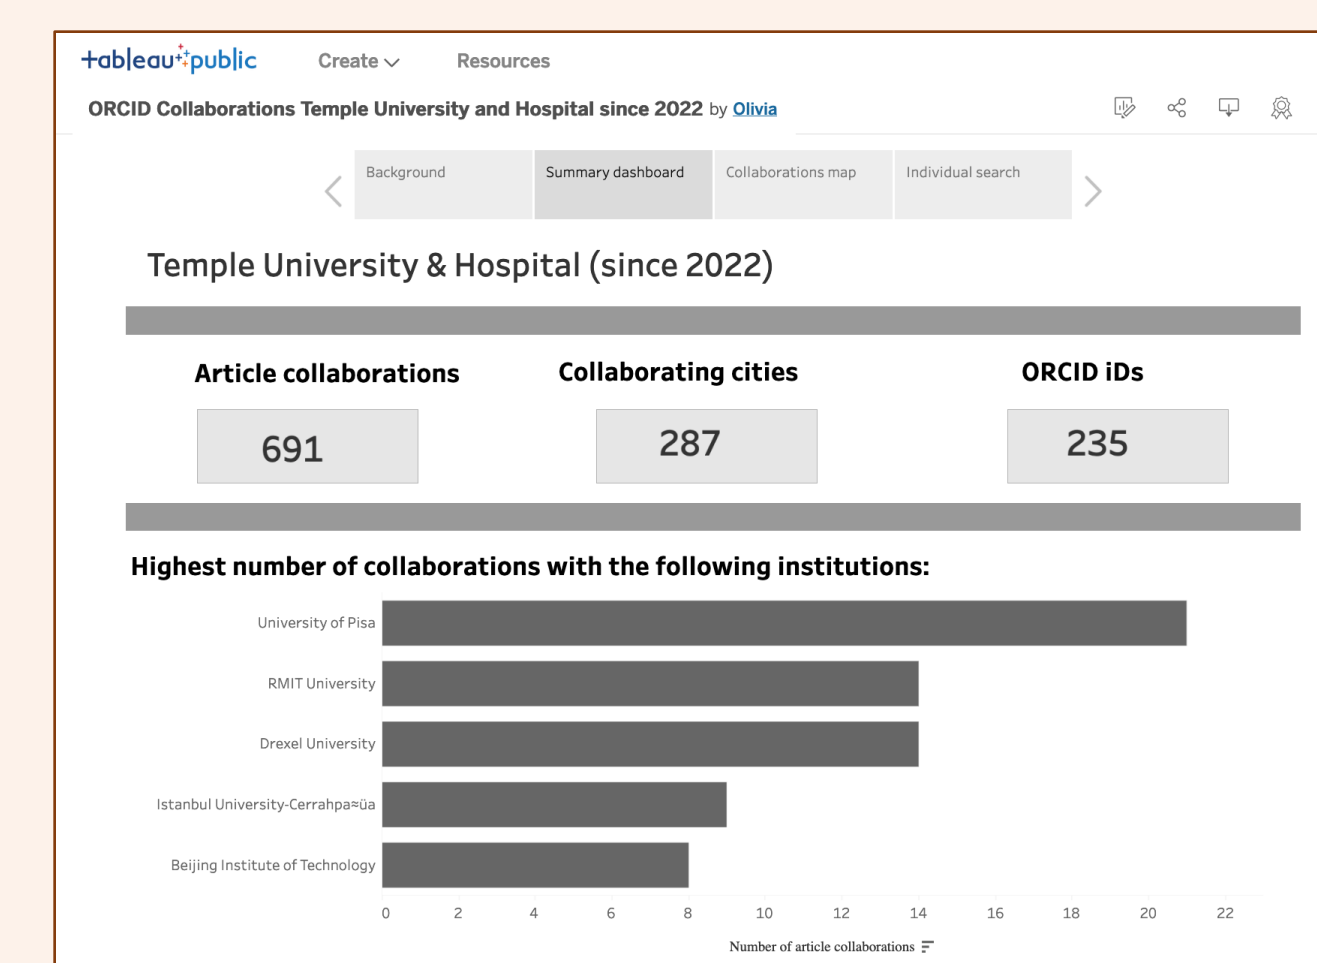 +ableau public Create Resources
ORCID Collaborations Temple University and Hospital since 2022 by Olivia
Background Summary dashboard Collaborations map Individual search
Temple University & Hospital (since 2022)
Article collaborations Collaborating cities ORCID iDs
691 287 235
Highest number of collaborations with the following institutions:
University of Pisa
RMIT University
Drexel University
Istanbul University-Cerrahpa≈üa
Beijing Institute of Technology
0 2 4 6 8 10 12 14 16 18 20 22
Number of article collaborations